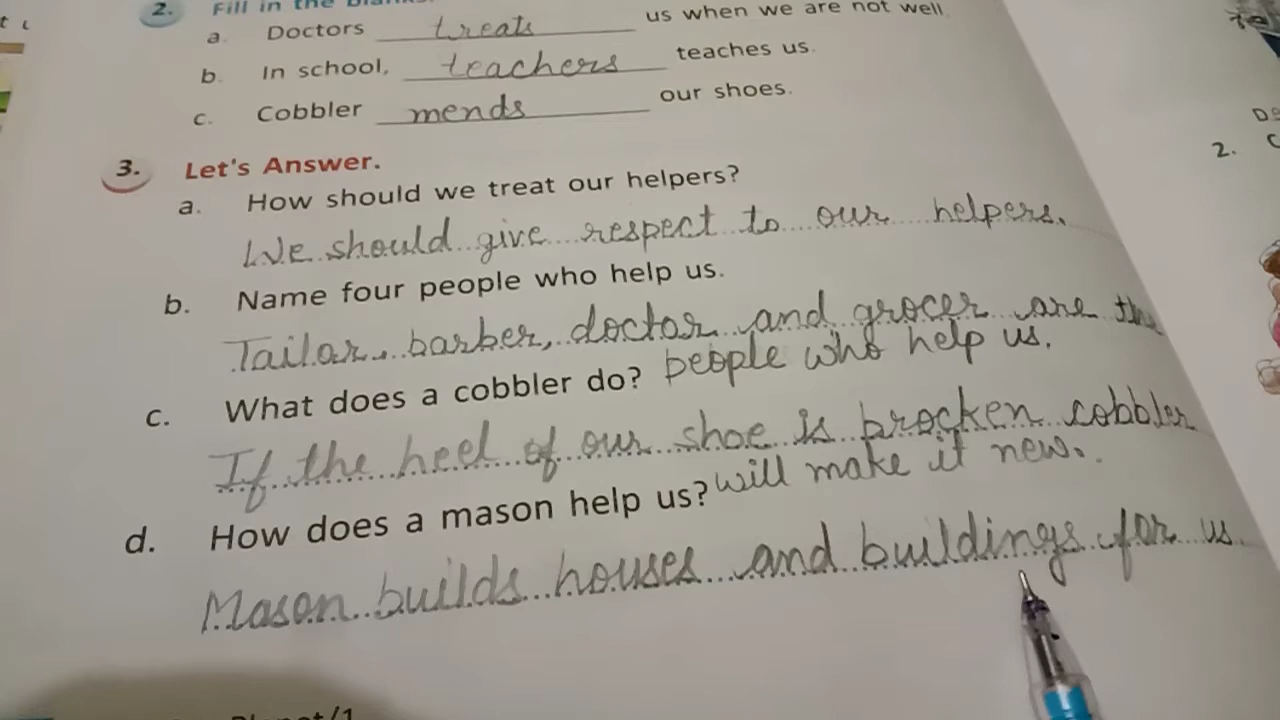 2. Fill in the Blanks.
a. Doctors treats us when we are not well
b. In school, teachers teaches us.
c. Cobbler mends our shoes.
3. Let's Answer.
a. How should we treat our helpers?
We should give respect to our helpers.
b. Name four people who help us.
Tailor, barber, doctor and grocer are the
people who help us.
c. What does a cobbler do?
If the heel of our shoe is brocken cobbler
will make it new.
d. How does a mason help us?
Mason builds houses and buildings for us
2.